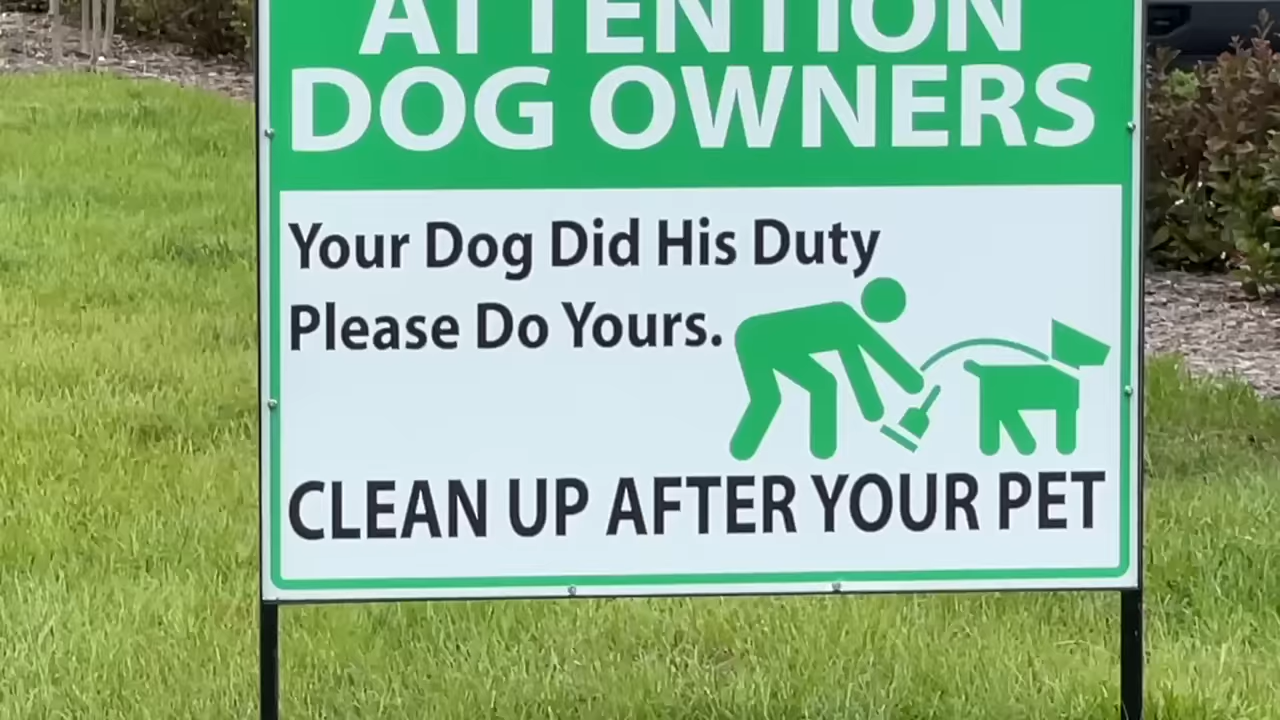 ATTENTION
DOG OWNERS
Your Dog Did His Duty
Please Do Yours.
CLEAN UP AFTER YOUR PET